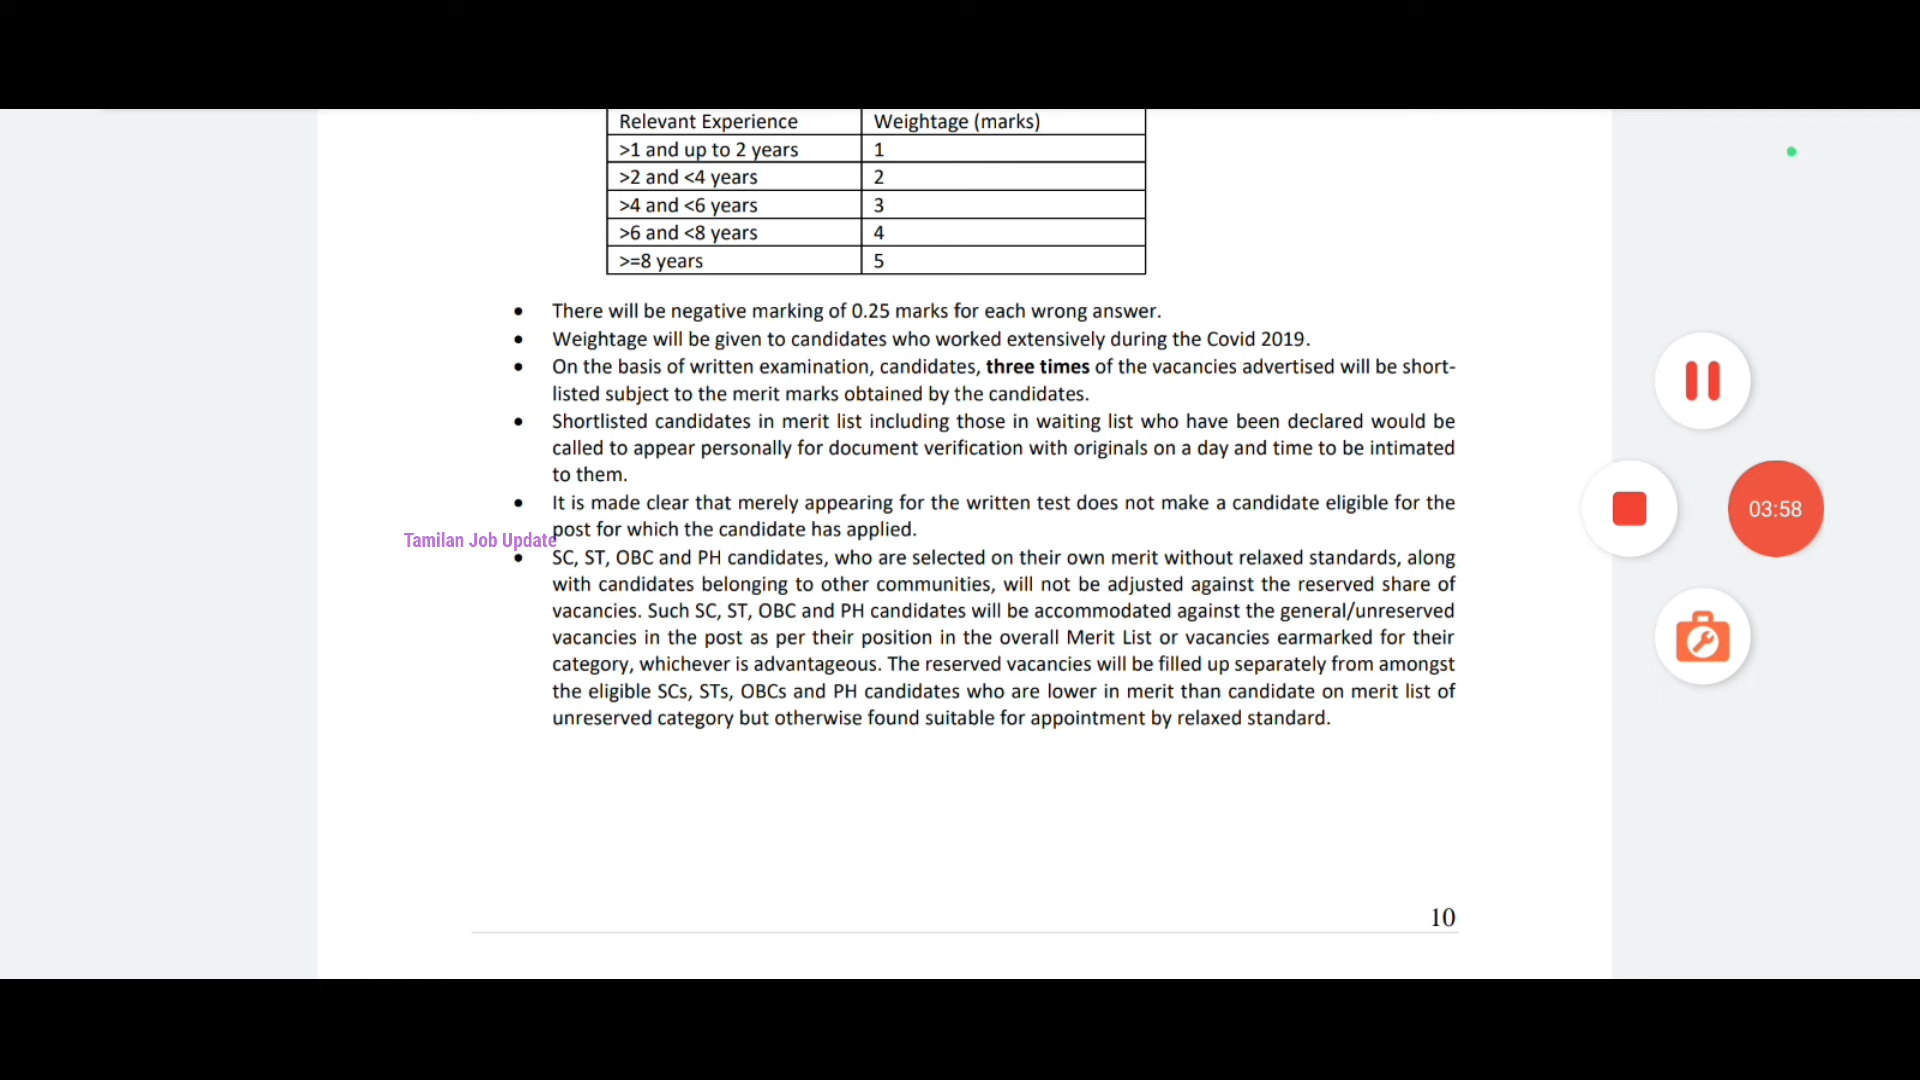 Relevant Experience Weightage (marks)
>1 and up to 2 years 1
>2 and <4 years 2
>4 and <6 years 3
>6 and <8 years 4
>=8 years 5
• There will be negative marking of 0.25 marks for each wrong answer.
• Weightage will be given to candidates who worked extensively during the Covid 2019.
• On the basis of written examination, candidates, three times of the vacancies advertised will be short-
listed subject to the merit marks obtained by the candidates.
• Shortlisted candidates in merit list including those in waiting list who have been declared would be
called to appear personally for document verification with originals on a day and time to be intimated
to them.
• It is made clear that merely appearing for the written test does not make a candidate eligible for the
post for which the candidate has applied.
Tamilan Job Update
• SC, ST, OBC and PH candidates, who are selected on their own merit without relaxed standards, along
with candidates belonging to other communities, will not be adjusted against the reserved share of
vacancies. Such SC, ST, OBC and PH candidates will be accommodated against the general/unreserved
vacancies in the post as per their position in the overall Merit List or vacancies earmarked for their
category, whichever is advantageous. The reserved vacancies will be filled up separately from amongst
the eligible SCs, STs, OBCs and PH candidates who are lower in merit than candidate on merit list of
unreserved category but otherwise found suitable for appointment by relaxed standard.
10
03:58